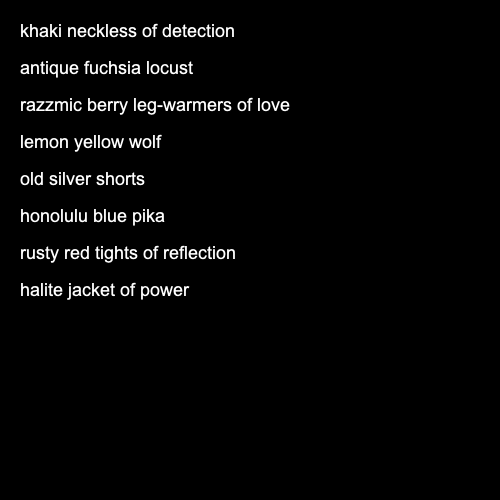 khaki neckless of detection
antique fuchsia locust
razzmic berry leg-warmers of love
lemon yellow wolf
old silver shorts
honolulu blue pika
rusty red tights of reflection
halite jacket of power